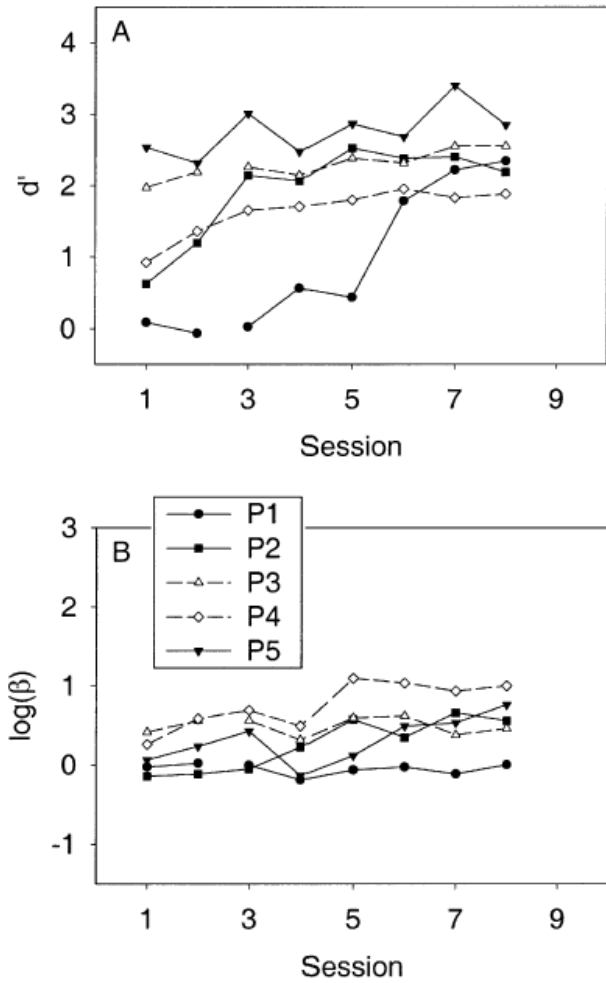 A
4
3
2
1
0
d'
1 3 5 7 9
Session
P1
P2
P3
P4
P5
B
3
2
1
0
-1
log(β)
1 3 5 7 9
Session